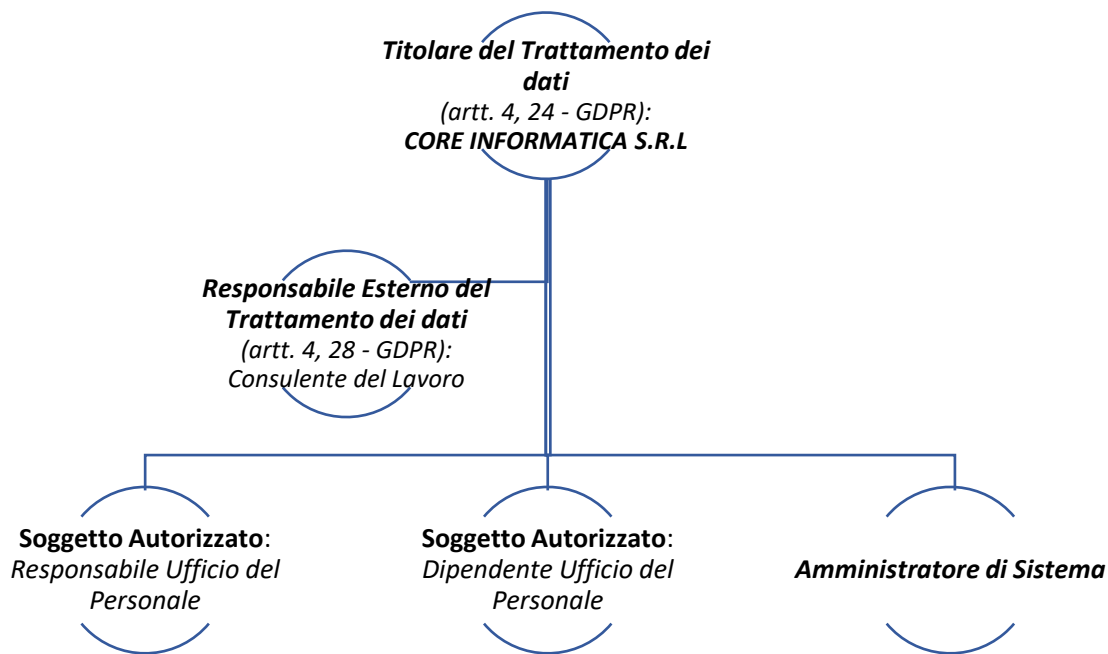 Titolare del Trattamento dei
dati
(artt. 4, 24 - GDPR):
CORE INFORMATICA S.R.L
Responsabile Esterno del
Trattamento dei dati
(artt. 4, 28 - GDPR):
Consulente del Lavoro
Soggetto Autorizzato:
Responsabile Ufficio del
Personale
Soggetto Autorizzato:
Dipendente Ufficio del
Personale
Amministratore di Sistema